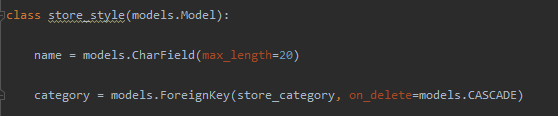 class store_style(models.Model):
name = models.CharField(max_length=20)
category = models.ForeignKey(store_category, on_delete=models.CASCADE)